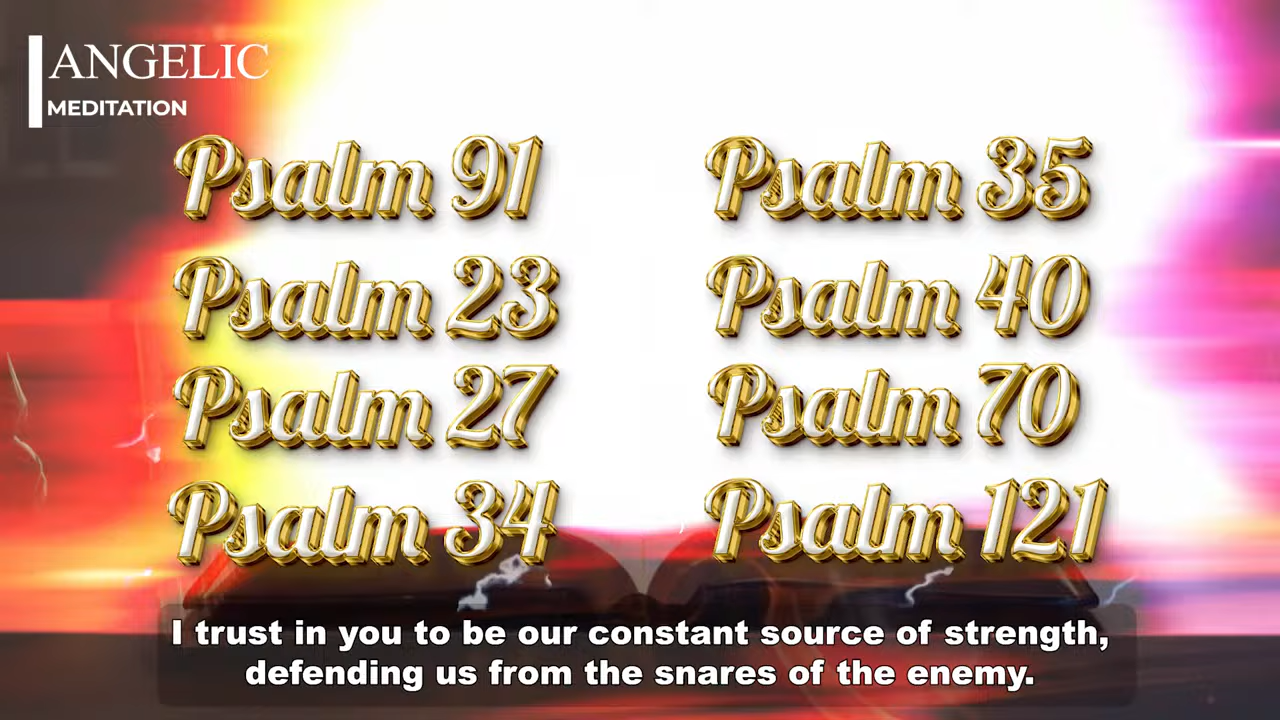 ANGELIC
MEDITATION
Psalm 91
Psalm 23
Psalm 27
Psalm 34
Psalm 35
Psalm 40
Psalm 70
Psalm 121
I trust in you to be our constant source of strength,
defending us from the snares of the enemy.